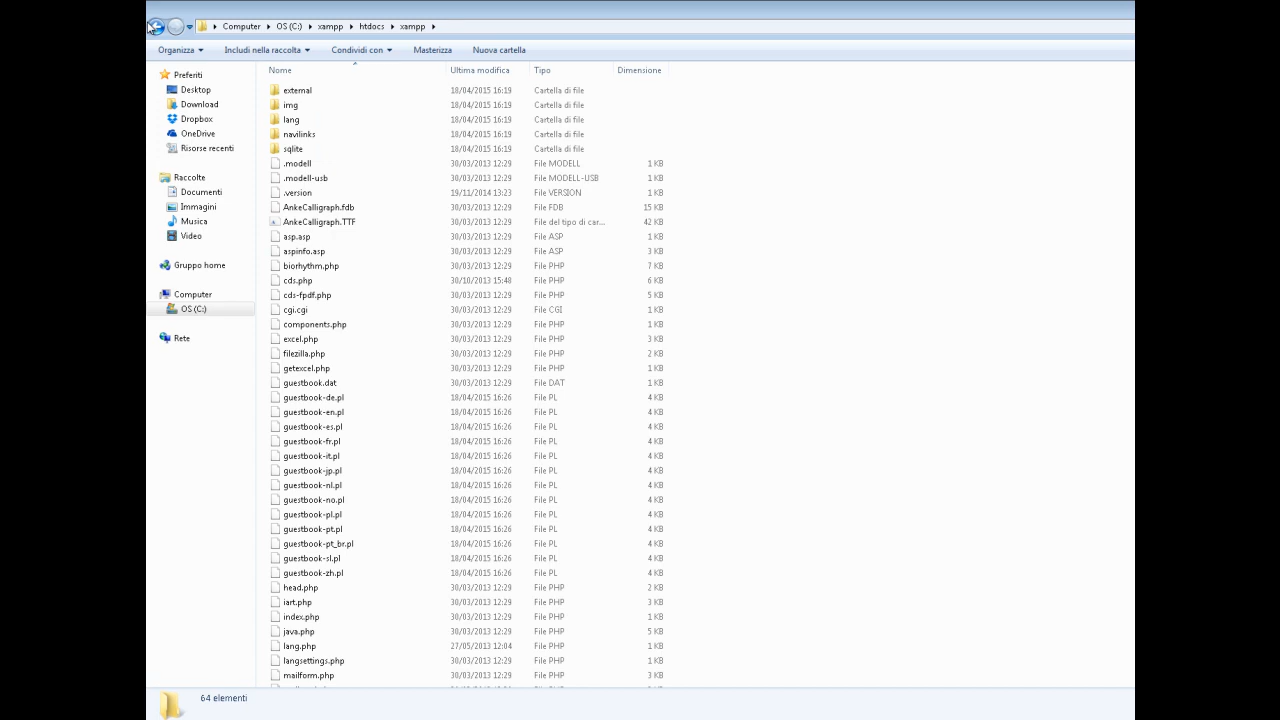 Computer OS (C:) xampp htdocs xampp
Organizza Includi nella raccolta Condividi con Masterizza Nuova cartella
Preferiti
Desktop
Download
Dropbox
OneDrive
Risorse recenti
Raccolte
Documenti
Immagini
Musica
Video
Gruppo home
Computer
OS (C:)
Rete
Nome Ultima modifica Tipo Dimensione
external 18/04/2015 16:19 Cartella di file
img 18/04/2015 16:19 Cartella di file
lang 18/04/2015 16:19 Cartella di file
navilinks 18/04/2015 16:19 Cartella di file
sqlite 18/04/2015 16:19 Cartella di file
.modell 30/03/2013 12:29 File MODELL 1 KB
.modell-usb 30/03/2013 12:29 File MODELL-USB 1 KB
.version 19/11/2014 13:23 File VERSION 1 KB
AnkeCalligraph.fdb 30/03/2013 12:29 File FDB 15 KB
AnkeCalligraph.TTF 30/03/2013 12:29 File del tipo di car... 42 KB
asp.asp 30/03/2013 12:29 File ASP 1 KB
aspinfo.asp 30/03/2013 12:29 File ASP 3 KB
biorhythm.php 30/03/2013 12:29 File PHP 7 KB
cds.php 30/10/2013 15:48 File PHP 6 KB
cds-fpdf.php 30/03/2013 12:29 File PHP 5 KB
cgi.cgi 30/03/2013 12:29 File CGI 1 KB
components.php 30/03/2013 12:29 File PHP 1 KB
excel.php 30/03/2013 12:29 File PHP 3 KB
filezilla.php 30/03/2013 12:29 File PHP 2 KB
getexcel.php 30/03/2013 12:29 File PHP 1 KB
guestbook.dat 30/03/2013 12:29 File DAT 1 KB
guestbook-de.pl 18/04/2015 16:26 File PL 4 KB
guestbook-en.pl 18/04/2015 16:26 File PL 4 KB
guestbook-es.pl 18/04/2015 16:26 File PL 4 KB
guestbook-fr.pl 18/04/2015 16:26 File PL 4 KB
guestbook-it.pl 18/04/2015 16:26 File PL 4 KB
guestbook-jp.pl 18/04/2015 16:26 File PL 4 KB
guestbook-nl.pl 18/04/2015 16:26 File PL 4 KB
guestbook-no.pl 18/04/2015 16:26 File PL 4 KB
guestbook-pl.pl 18/04/2015 16:26 File PL 4 KB
guestbook-pt.pl 18/04/2015 16:26 File PL 4 KB
guestbook-pt_br.pl 18/04/2015 16:26 File PL 4 KB
guestbook-sl.pl 18/04/2015 16:26 File PL 4 KB
guestbook-zh.pl 18/04/2015 16:26 File PL 4 KB
head.php 30/03/2013 12:29 File PHP 2 KB
iart.php 30/03/2013 12:29 File PHP 3 KB
index.php 30/03/2013 12:29 File PHP 1 KB
java.php 30/03/2013 12:29 File PHP 5 KB
lang.php 27/05/2013 12:04 File PHP 1 KB
langsettings.php 30/03/2013 12:29 File PHP 1 KB
mailform.php 30/03/2013 12:29 File PHP 3 KB
64 elementi